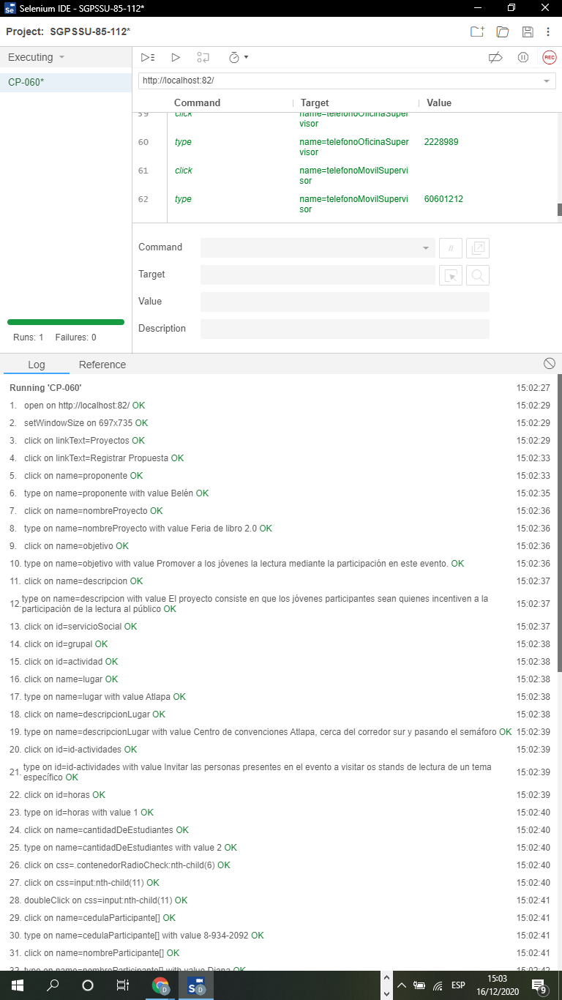 Selenium IDE - SGPSSU-85-112*
Project: SGPSSU-85-112*
Executing
CP-060*
http://localhost:82/
Command Target Value
59 click name=telefonoOficinaSuper
visor
60 type name=telefonoOficinaSuper 2228989
visor
61 click name=telefonoMovilSupervi
sor
62 type name=telefonoMovilSupervi 60601212
sor
Command
//
Target
Value
Description
Runs: 1 Failures: 0
Log Reference
REC
Running 'CP-060' 15:02:27
1. open on http://localhost:82/ OK 15:02:29
2. setWindowSize on 697x735 OK 15:02:29
3. click on linkText=Proyectos OK 15:02:29
4. click on linkText=Registrar Propuesta OK 15:02:33
5. click on name=proponente OK 15:02:33
6. type on name=proponente with value Belén OK 15:02:35
7. click on name=nombreProyecto OK 15:02:36
8. type on name=nombreProyecto with value Feria de libro 2.0 OK 15:02:36
9. click on name=objetivo OK 15:02:36
10. type on name=objetivo with value Promover a los jóvenes la lectura mediante la participación en este evento. OK 15:02:36
11. click on name=descripcion OK 15:02:37
12. type on name=descripcion with value El proyecto consiste en que los jóvenes participantes sean quienes incentiven a la
participación de la lectura al público OK 15:02:37
13. click on id=servicioSocial OK 15:02:37
14. click on id=grupal OK 15:02:38
15. click on id=actividad OK 15:02:38
16. click on name=lugar OK 15:02:38
17. type on name=lugar with value Atlapa OK 15:02:38
18. click on name=descripcionLugar OK 15:02:38
19. type on name=descripcionLugar with value Centro de convenciones Atlapa, cerca del corredor sur y pasando el semáforo OK 15:02:39
20. click on id=id-actividades OK 15:02:39
21. type on id=id-actividades with value Invitar las personas presentes en el evento a visitar os stands de lectura de un tema
específico OK 15:02:39
22. click on id=horas OK 15:02:39
23. type on id=horas with value 1 OK 15:02:40
24. click on name=cantidadDeEstudiantes OK 15:02:40
25. type on name=cantidadDeEstudiantes with value 2 OK 15:02:40
26. click on css=.contenedorRadioCheck:nth-child(6) OK 15:02:40
27. click on css=input:nth-child(11) OK 15:02:40
28. doubleClick on css=input:nth-child(11) OK 15:02:41
29. click on name=cedulaParticipante[] OK 15:02:41
30. type on name=cedulaParticipante[] with value 8-934-2092 OK 15:02:41
31. click on name=nombreParticipante[] OK 15:02:41
32. type on name=nombreParticipante[] with value Diana OK 15:02:42
ESP
15:03
16/12/2020
9